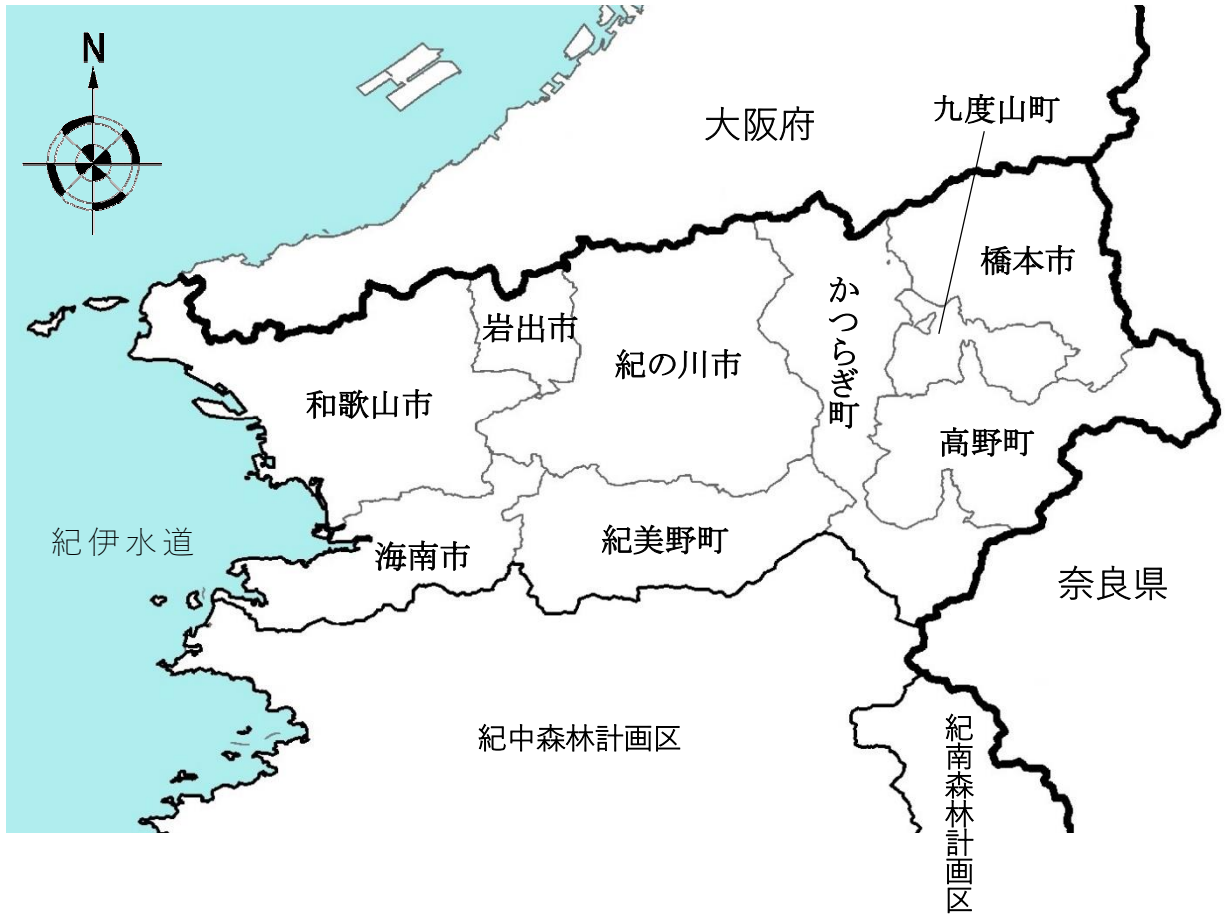 N
大阪府
九度山町
橋本市
かつらぎ町
岩出市
紀の川市
和歌山市
高野町
紀伊水道
海南市
紀美野町
奈良県
紀中森林計画区
紀南森林計画区